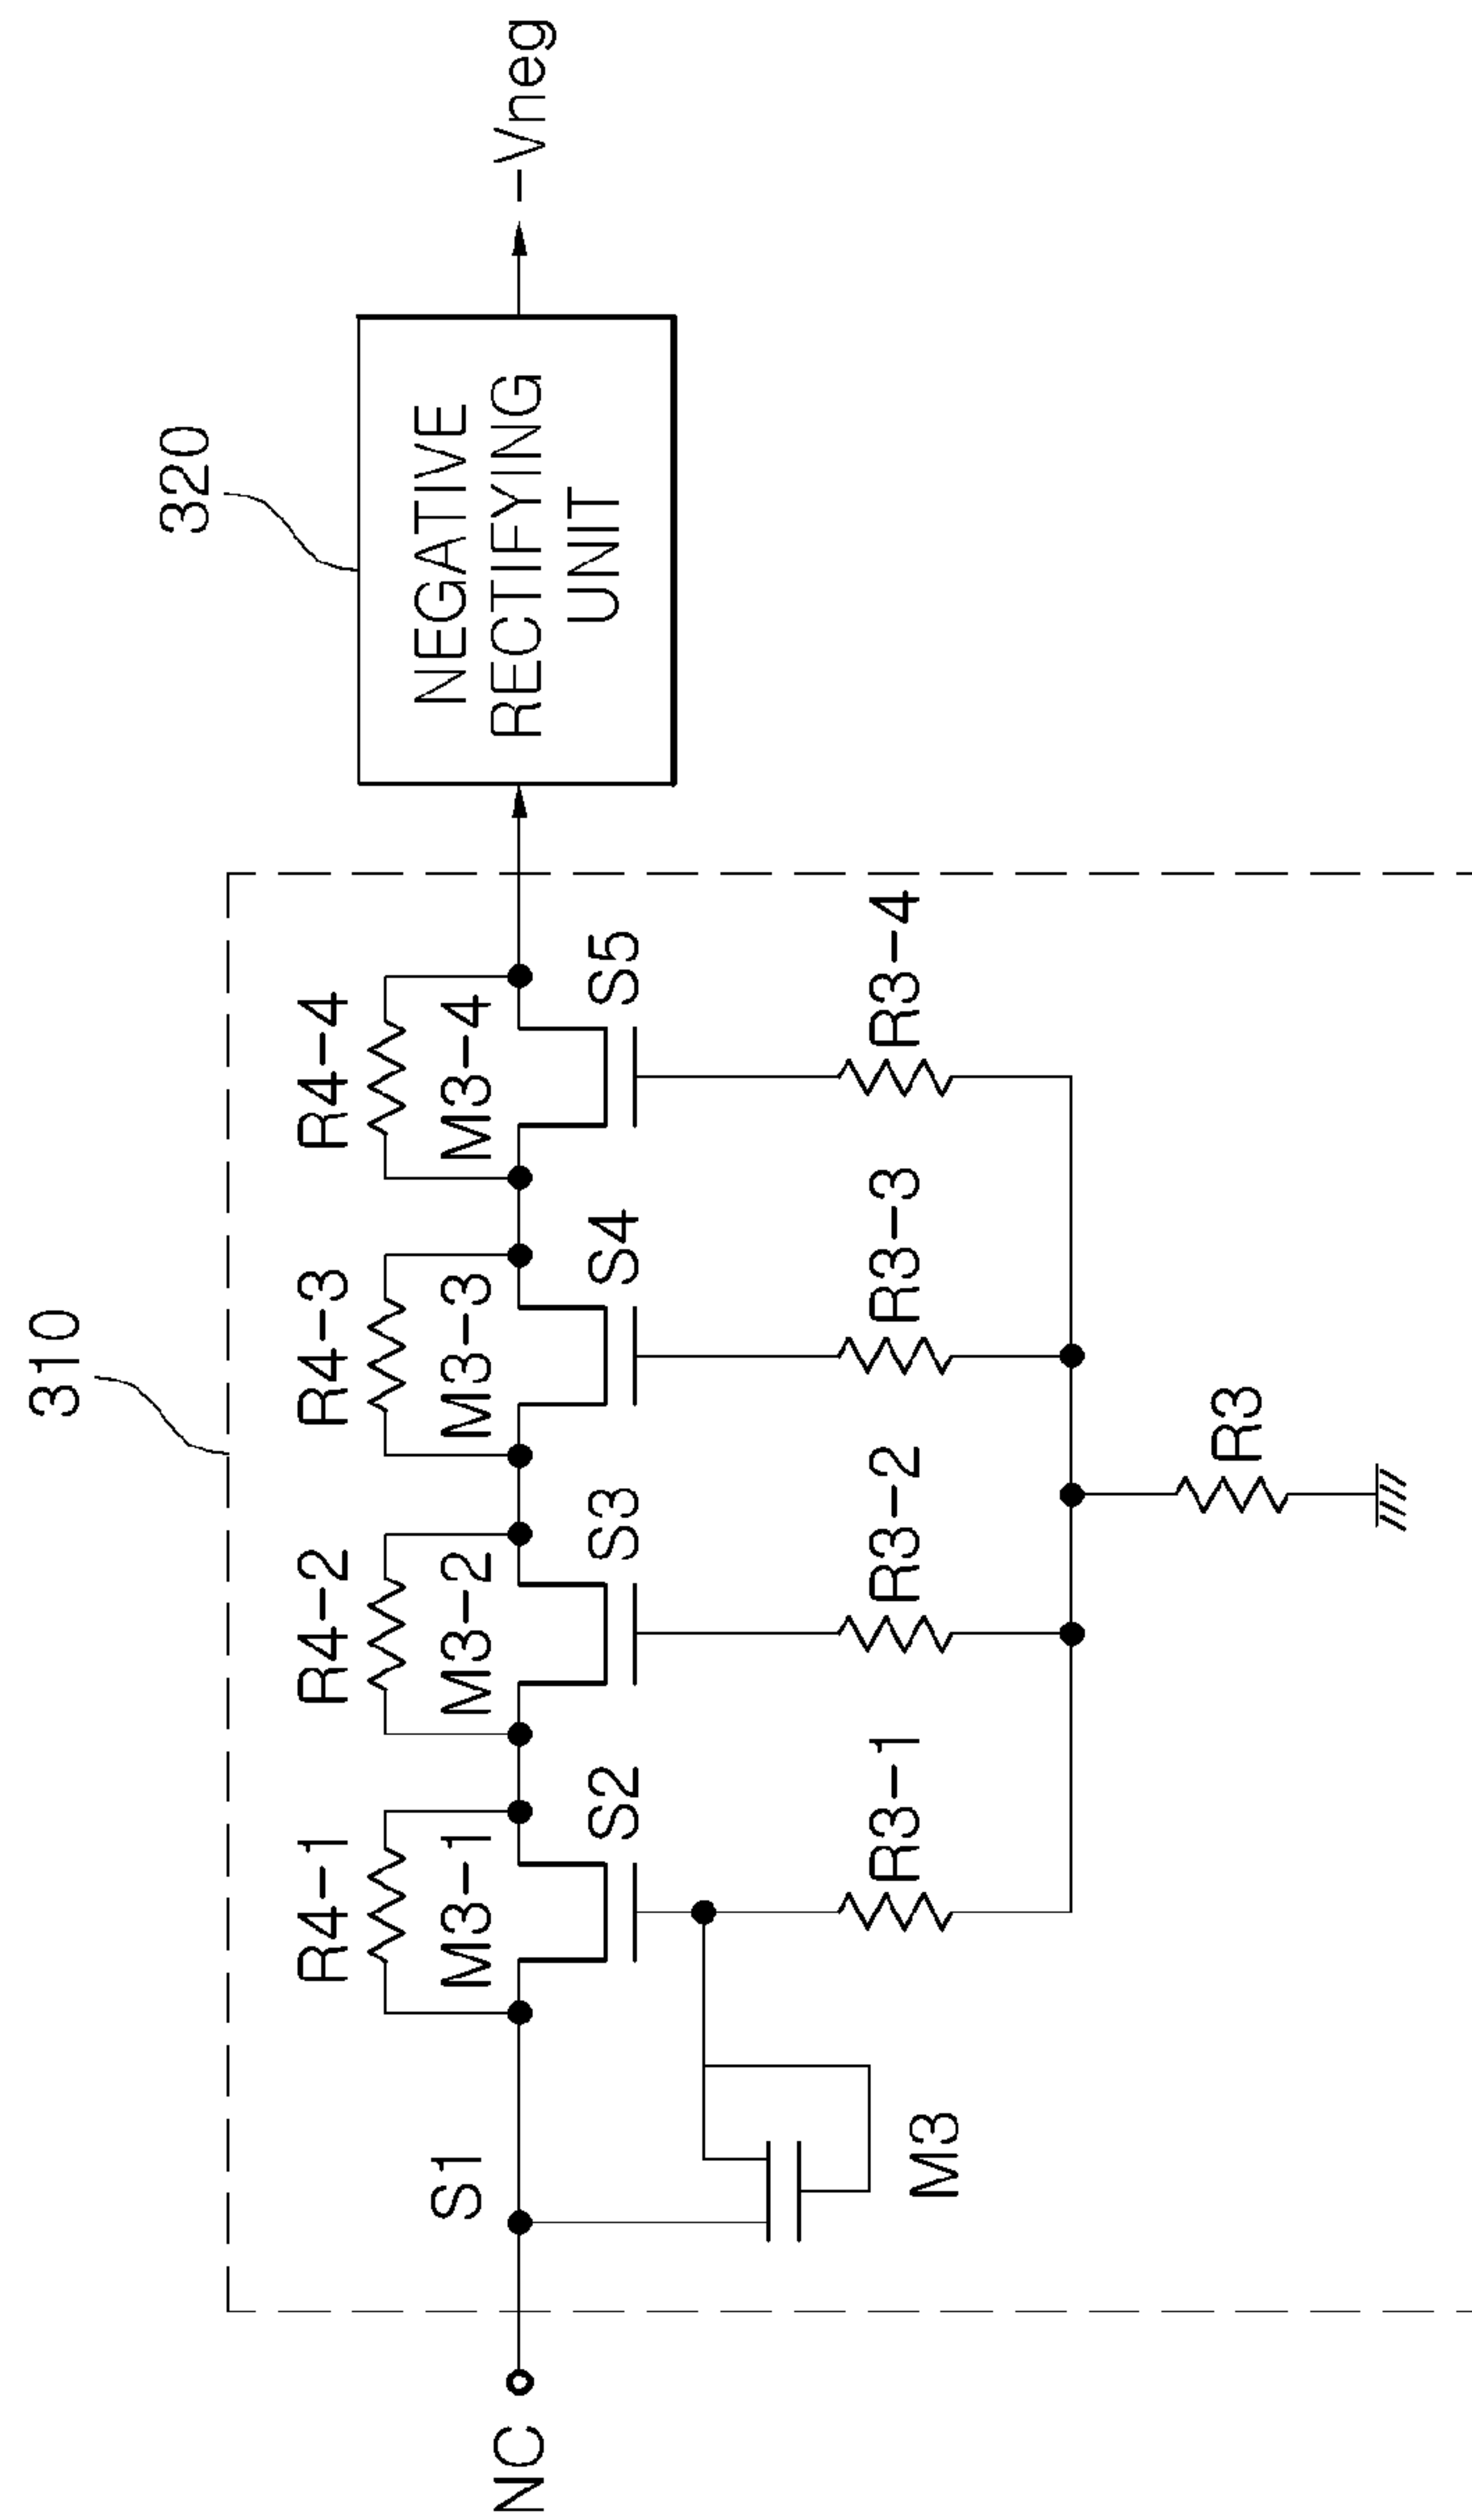 310
320
R4-1
R4-2
R4-3
R4-4
S1
M3-1
M3-2
M3-3
M3-4
NC
NEGATIVE
RECTIFYING
UNIT
-Vneg
S2
S3
S4
S5
M3
R3-1
R3-2
R3-3
R3-4
R3